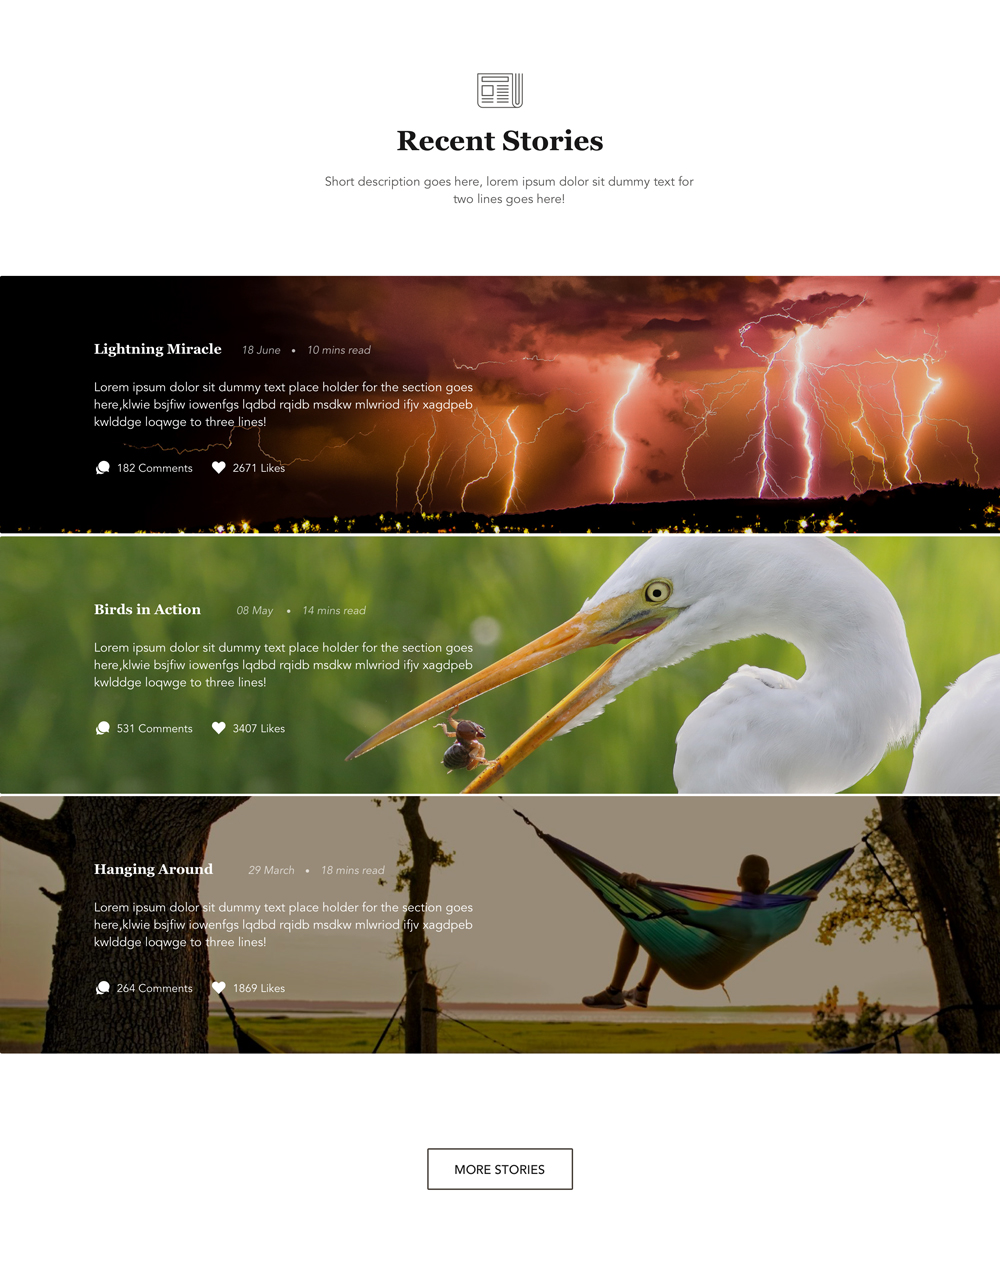 Recent Stories
Short description goes here, lorem ipsum dolor sit dummy text for
two lines goes here!
Lightning Miracle 18 June • 10 mins read
Lorem ipsum dolor sit dummy text place holder for the section goes
here,klwie bsjfiw iowenfgs lqdbd rqidb msdkw mlwriod ifjv xagdpeb
kwlddge loqwge to three lines!
182 Comments 2671 Likes
Birds in Action 08 May • 14 mins read
Lorem ipsum dolor sit dummy text place holder for the section goes
here,klwie bsjfiw iowenfgs lqdbd rqidb msdkw mlwriod ifjv xagdpeb
kwlddge loqwge to three lines!
531 Comments 3407 Likes
Hanging Around 29 March • 18 mins read
Lorem ipsum dolor sit dummy text place holder for the section goes
here,klwie bsjfiw iowenfgs lqdbd rqidb msdkw mlwriod ifjv xagdpeb
kwlddge loqwge to three lines!
264 Comments 1869 Likes
MORE STORIES